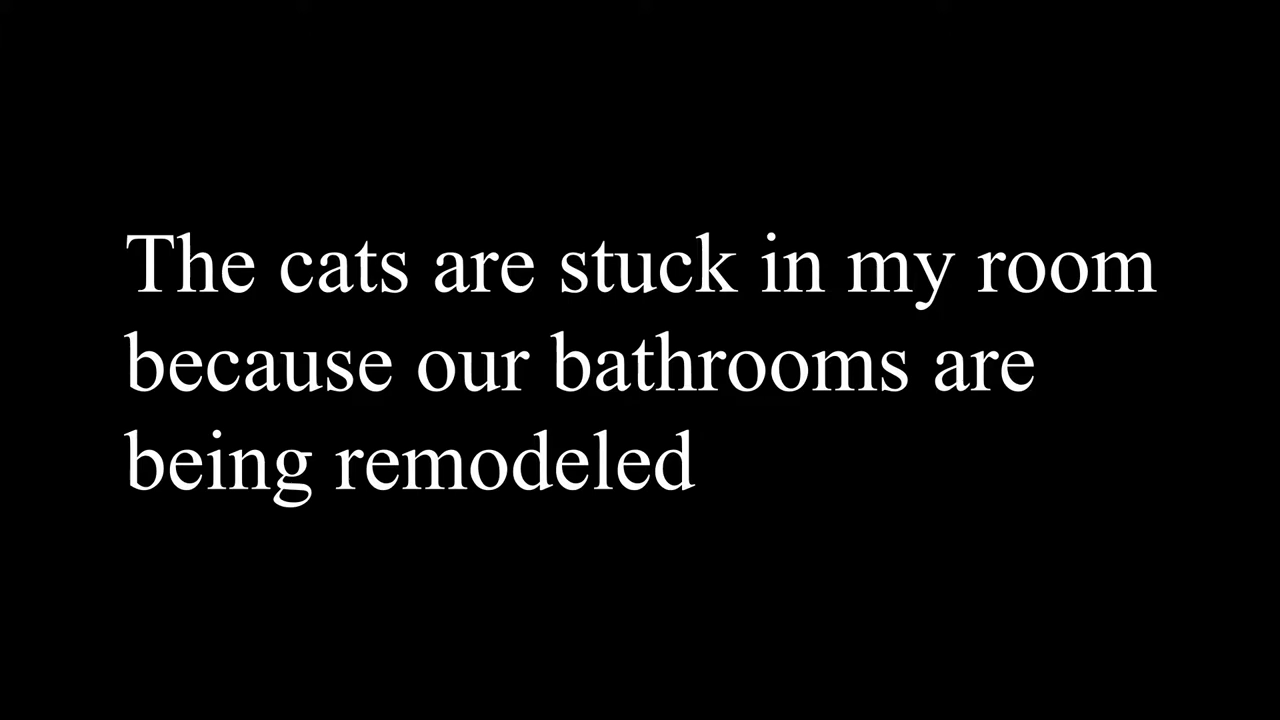 The cats are stuck in my room
because our bathrooms are
being remodeled